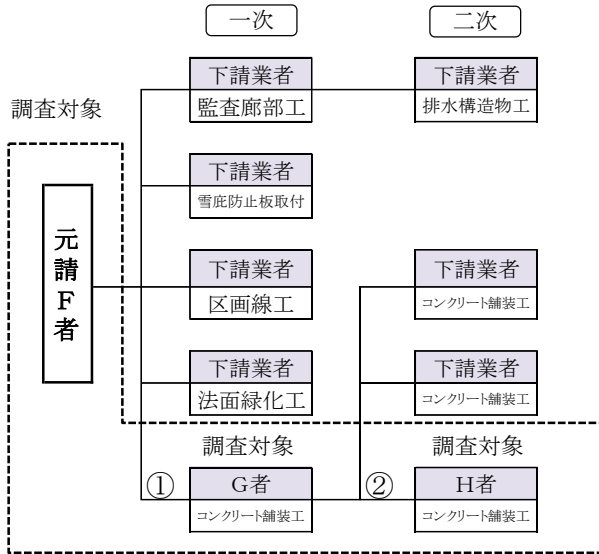 一次
二次
下請業者
監査廊部工
下請業者
排水構造物工
調査対象
下請業者
雪庇防止板取付
元請F者
下請業者
区画線工
下請業者
コンクリート舗装工
下請業者
法面緑化工
下請業者
コンクリート舗装工
調査対象
調査対象
①
G者
コンクリート舗装工
②
H者
コンクリート舗装工